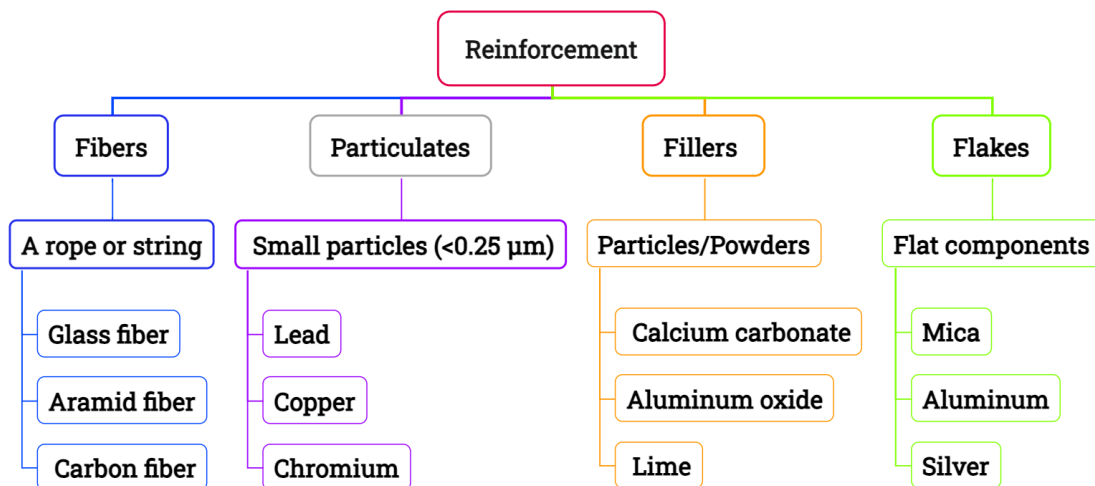 Reinforcement
Fibers
Particulates
Fillers
Flakes
A rope or string
Small particles (<0.25 µm)
Particles/Powders
Flat components
Glass fiber
Lead
Calcium carbonate
Mica
Aramid fiber
Copper
Aluminum oxide
Aluminum
Carbon fiber
Chromium
Lime
Silver